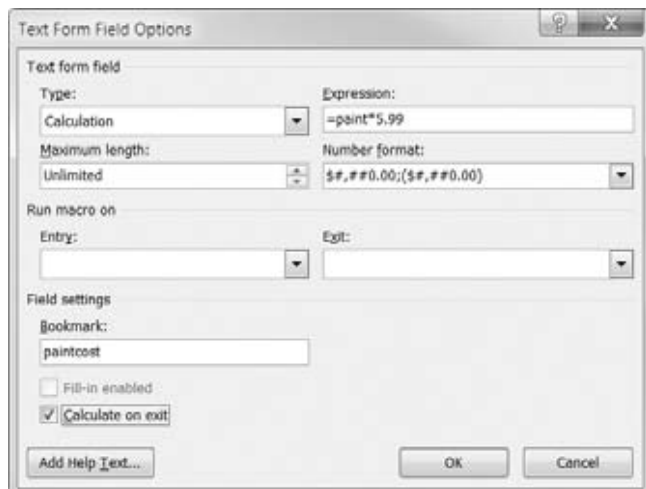 Text Form Field Options
Text form field
Type: Expression:
Calculation =paint*5.99
Maximum length: Number format:
Unlimited $#,##0.00;($#,##0.00)
Run macro on
Entry: Exit:
Field settings
Bookmark:
paintcost
Fill-in enabled
Calculate on exit
Add Help Text... OK Cancel